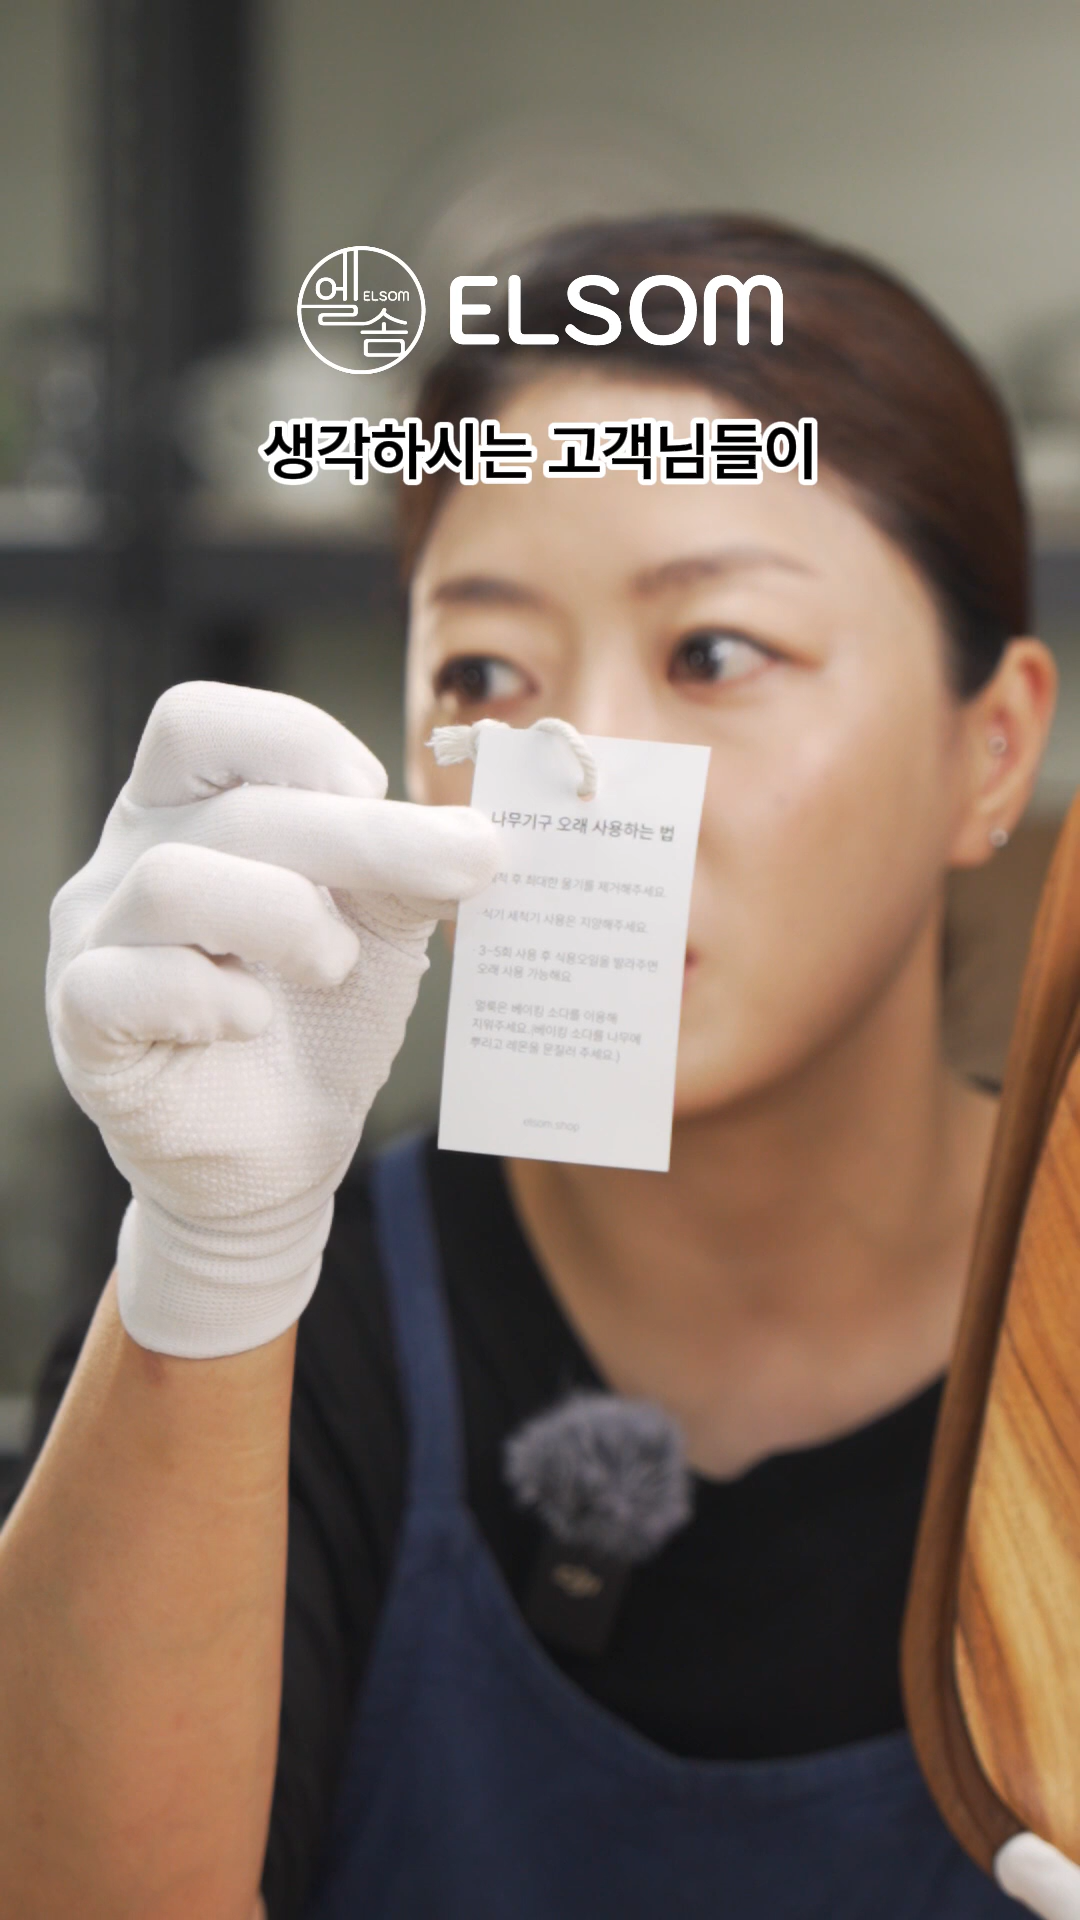 엘
ELSOM
솜
ELSOM
생각하시는 고객님들이
나무기구 오래 사용하는 법
후 최대한 물기를 제거해주세요.
· 식기 세척기 사용은 지양해주세요.
· 3-5회 사용 후 식용오일을 발라주면
오래 사용 가능해요
얼룩은 베이킹 소다를 이용해
지워주세요. (베이킹 소다를 나무에
뿌리고 레몬을 문질러 주세요.)
elsom.shop